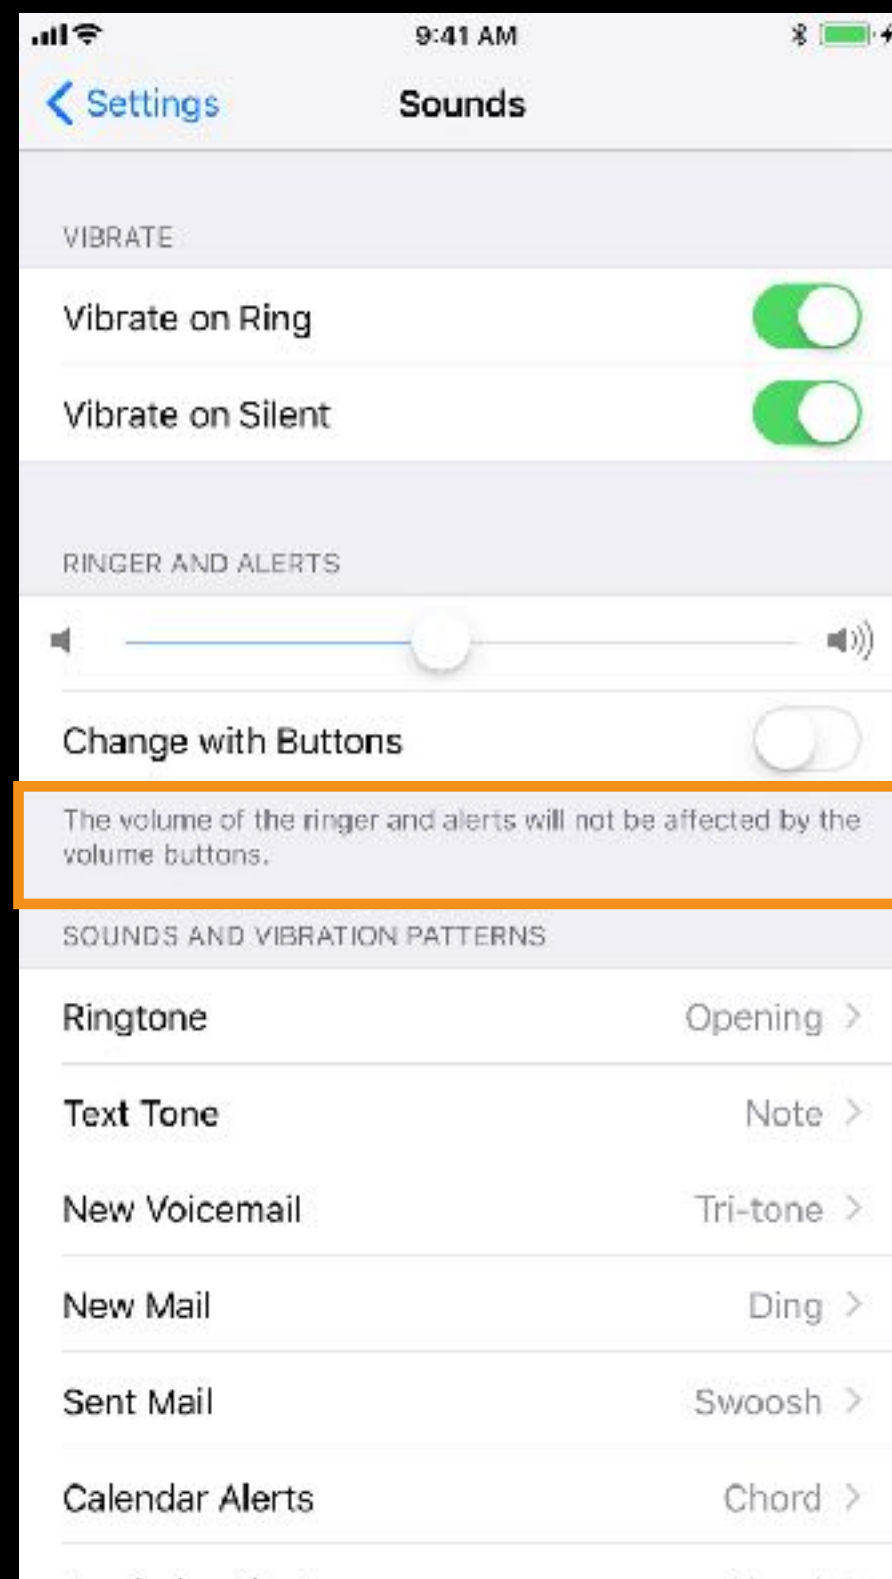 9:41 AM
Settings
Sounds
VIBRATE
Vibrate on Ring
Vibrate on Silent
RINGER AND ALERTS
Change with Buttons
The volume of the ringer and alerts will not be affected by the
volume buttons.
SOUNDS AND VIBRATION PATTERNS
Ringtone Opening
Text Tone Note
New Voicemail Tri-tone
New Mail Ding
Sent Mail Swoosh
Calendar Alerts Chord